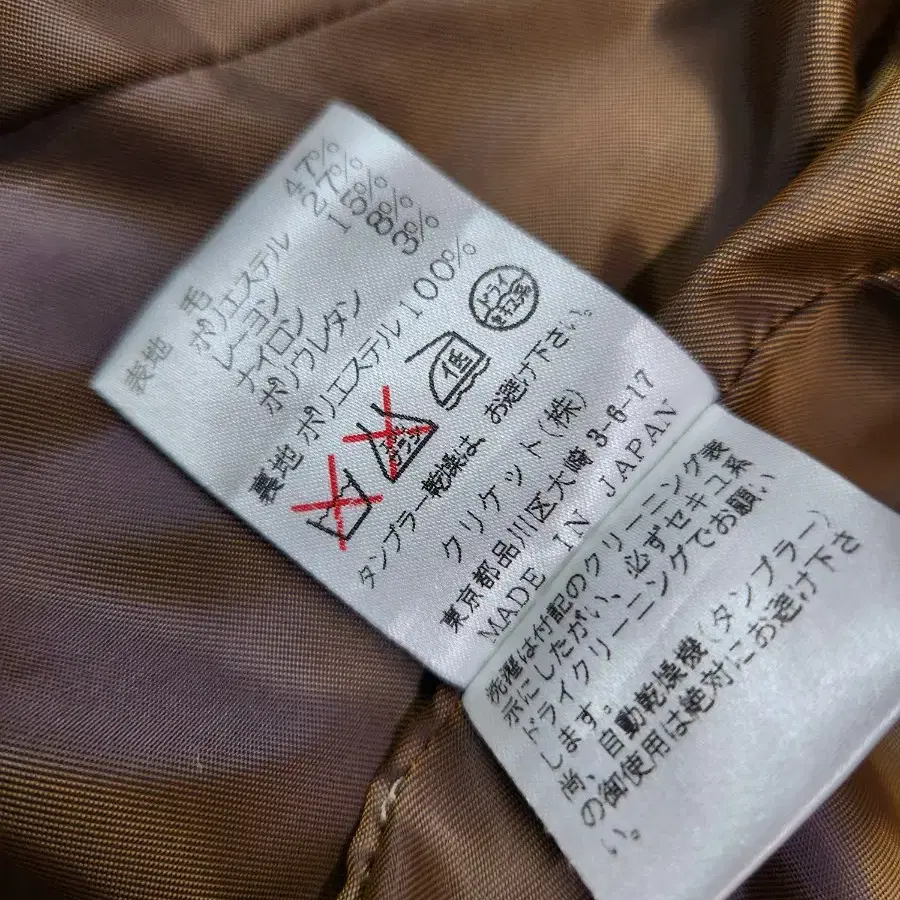 表地 毛 47%
ポリエステル 27%
レーヨン 15%
ナイロン 8%
ポリウレタン 3%
裏地 ポリエステル100%
低 ドライ セキユ系
タンブラー乾燥は お避け下さい。
クリケット(株)
東京都品川区大崎3-6-17
MADE IN JAPAN
洗濯は付記のクリーニング表
示にしたがい、必ずセキユ系
ドライクリーニングでお願い
します。
尚、自動乾燥機(タンブラー)
の御使用は絶対にお避け下さ
い。